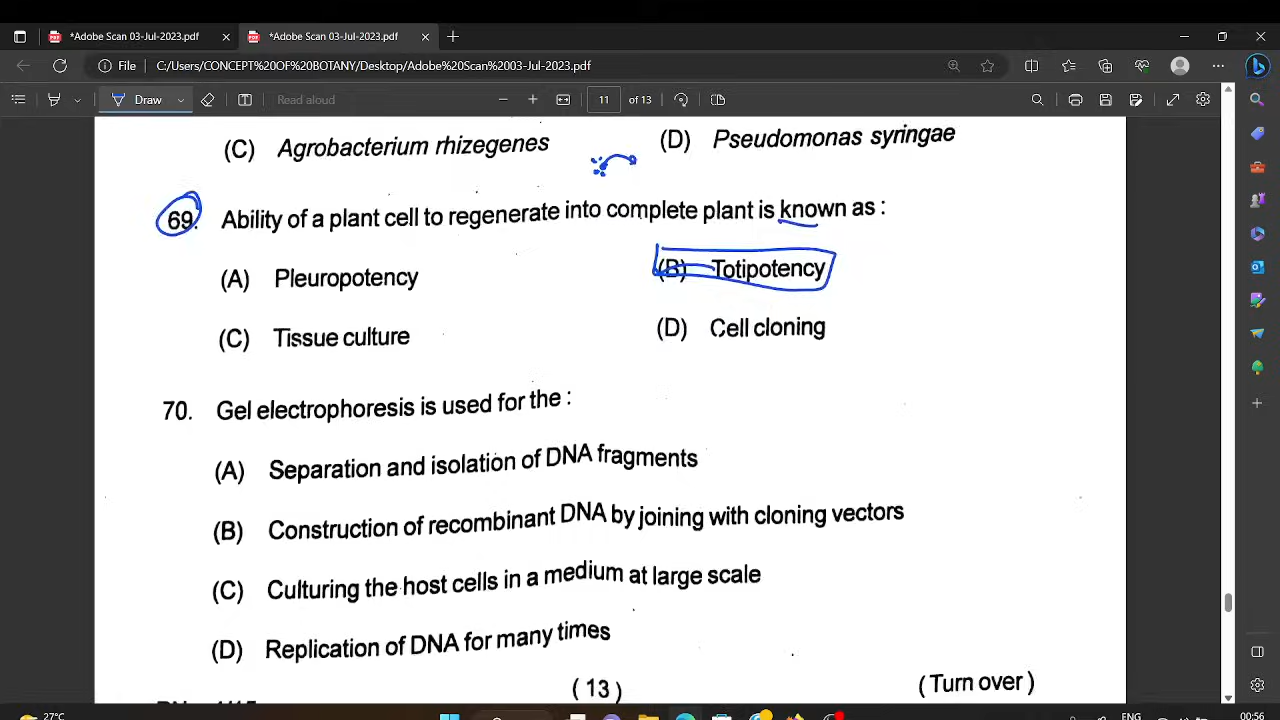 *Adobe Scan 03-Jul-2023.pdf
*Adobe Scan 03-Jul-2023.pdf
File C:/Users/CONCEPT%20OF%20BOTANY/Desktop/Adobe%20Scan%2003-Jul-2023.pdf
Draw Read aloud 11 of 13
(C) Agrobacterium rhizegenes (D) Pseudomonas syringae
69. Ability of a plant cell to regenerate into complete plant is known as :
(A) Pleuropotency (B) Totipotency
(C) Tissue culture (D) Cell cloning
70. Gel electrophoresis is used for the :
(A) Separation and isolation of DNA fragments
(B) Construction of recombinant DNA by joining with cloning vectors
(C) Culturing the host cells in a medium at large scale
(D) Replication of DNA for many times
( 13 ) ( Turn over )
27°C ENG 00:56